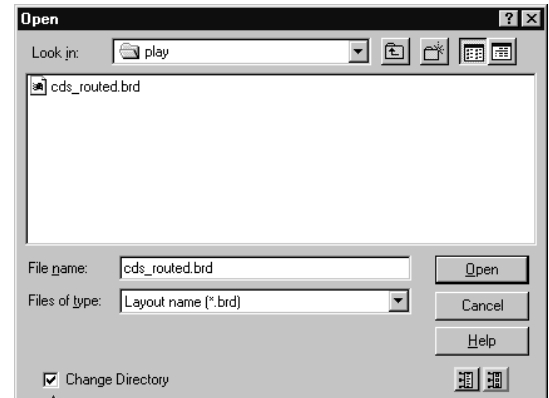 Open
Look in: play
cds_routed.brd
File name: cds_routed.brd Open
Files of type: Layout name (*.brd) Cancel
Help
Change Directory